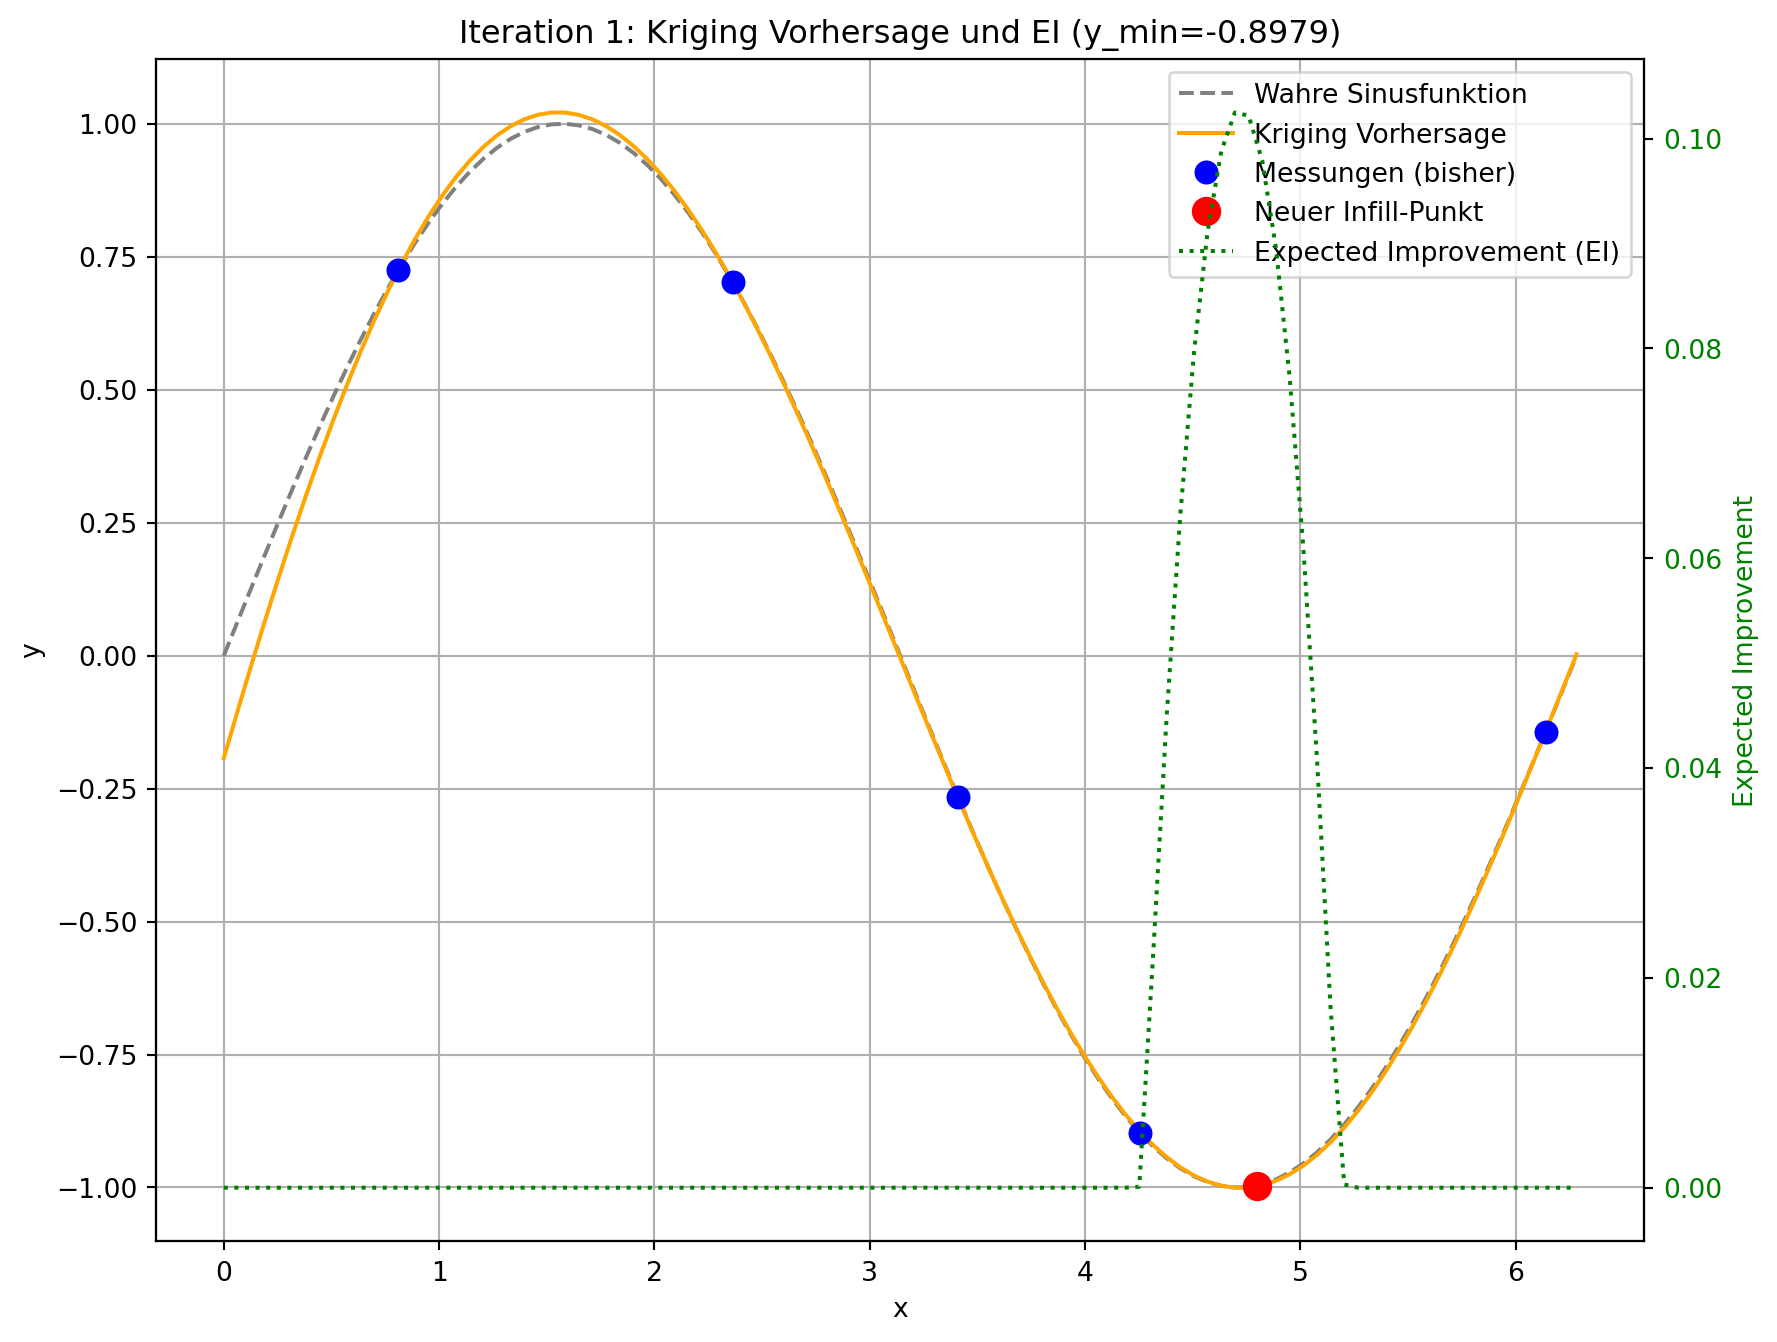 Iteration 1: Kriging Vorhersage und EI (y_min=-0.8979)
Wahre Sinusfunktion
Kriging Vorhersage
Messungen (bisher)
Neuer Infill-Punkt
Expected Improvement (EI)
1.00
0.75
0.50
0.25
0.00
−0.25
−0.50
−0.75
−1.00
y
0.10
0.08
0.06
0.04
0.02
0.00
Expected Improvement
0 1 2 3 4 5 6
x